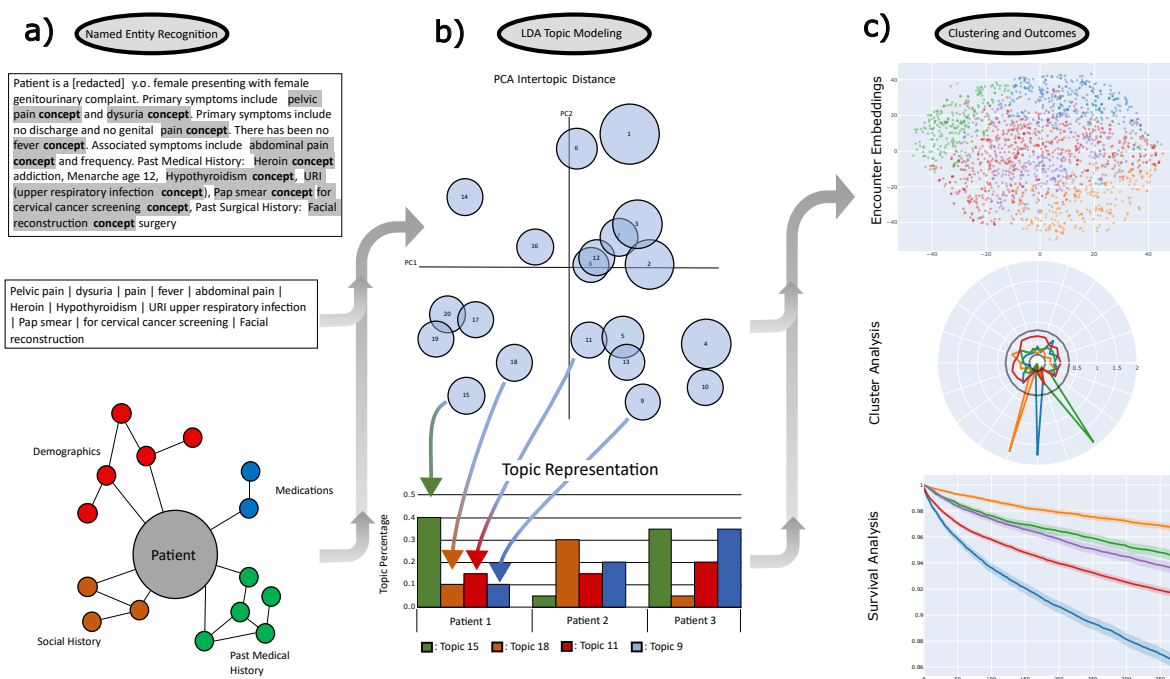 a)
Named Entity Recognition
Patient is a [redacted] y.o. female presenting with female
genitourinary complaint. Primary symptoms include pelvic
pain concept and dysuria concept. Primary symptoms include
no discharge and no genital pain concept. There has been no
fever concept. Associated symptoms include abdominal pain
concept and frequency. Past Medical History: Heroin concept
addiction, Menarche age 12, Hypothyroidism concept, URI
(upper respiratory infection concept), Pap smear concept for
cervical cancer screening concept, Past Surgical History: Facial
reconstruction concept surgery
Pelvic pain | dysuria | pain | fever | abdominal pain |
Heroin | Hypothyroidism | URI upper respiratory infection
| Pap smear | for cervical cancer screening | Facial
reconstruction
Demographics
Medications
Patient
Social History
Past Medical
History
b)
LDA Topic Modeling
PCA Intertopic Distance
PC2
PC1
1
6
14
3
7
16
12
8
2
20
17
19
11
5
13
4
18
10
15
9
Topic Representation
Topic Percentage
0.5
0.4
0.3
0.2
0.1
0.0
Patient 1
Patient 2
Patient 3
: Topic 15
: Topic 18
: Topic 11
: Topic 9
c)
Clustering and Outcomes
Encounter Embeddings
40
20
0
−20
−40
−40
−20
0
20
40
Cluster Analysis
0.5
1
1.5
2
Survival Analysis
1
0.98
0.96
0.94
0.92
0.9
0.88
0.86
0
50
100
150
200
250
300
350